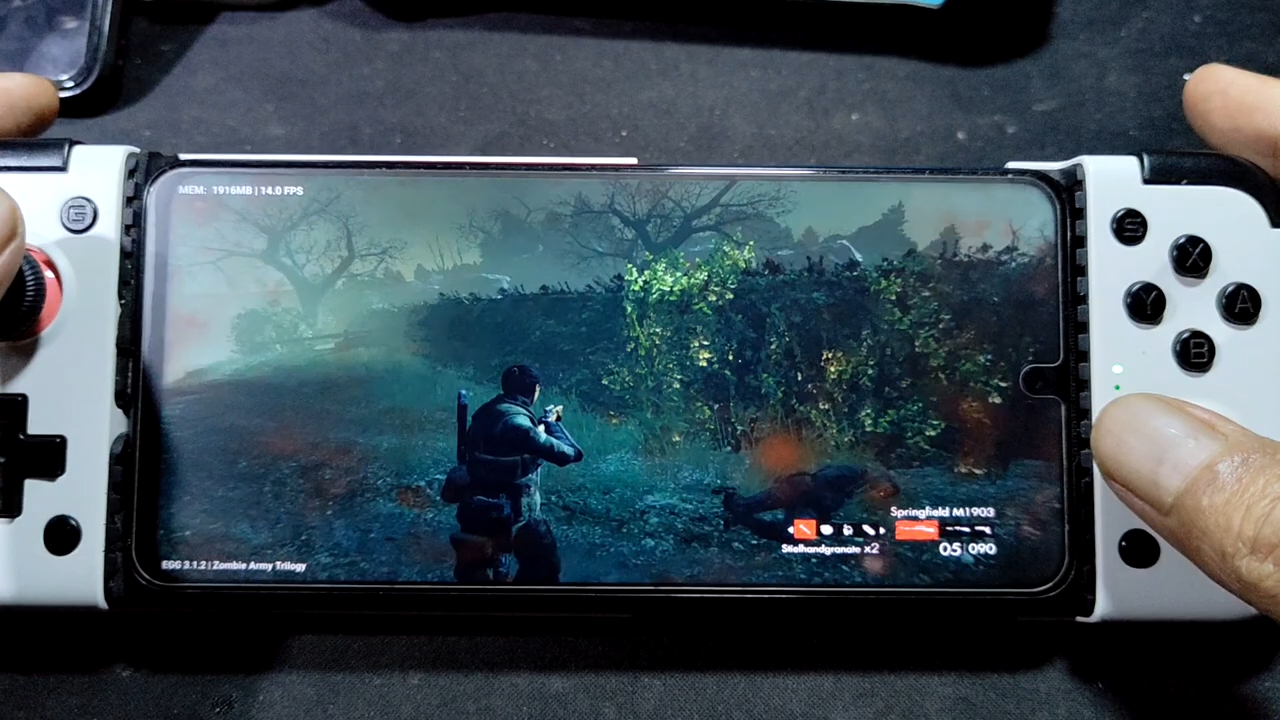 MEM: 1916MB | 14.0 FPS
G
S
X
Y
A
B
Springfield M1903
Stielhandgranate x2
05 090
EGG 3.1.2 | Zombie Army Trilogy